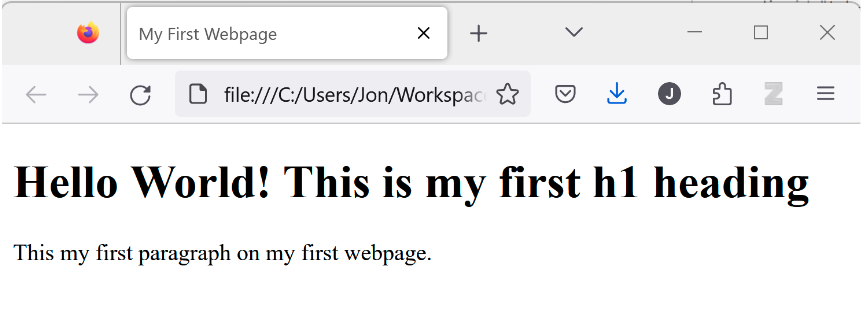 My First Webpage
file:///C:/Users/Jon/Workspac
J
Z
Hello World! This is my first h1 heading
This my first paragraph on my first webpage.